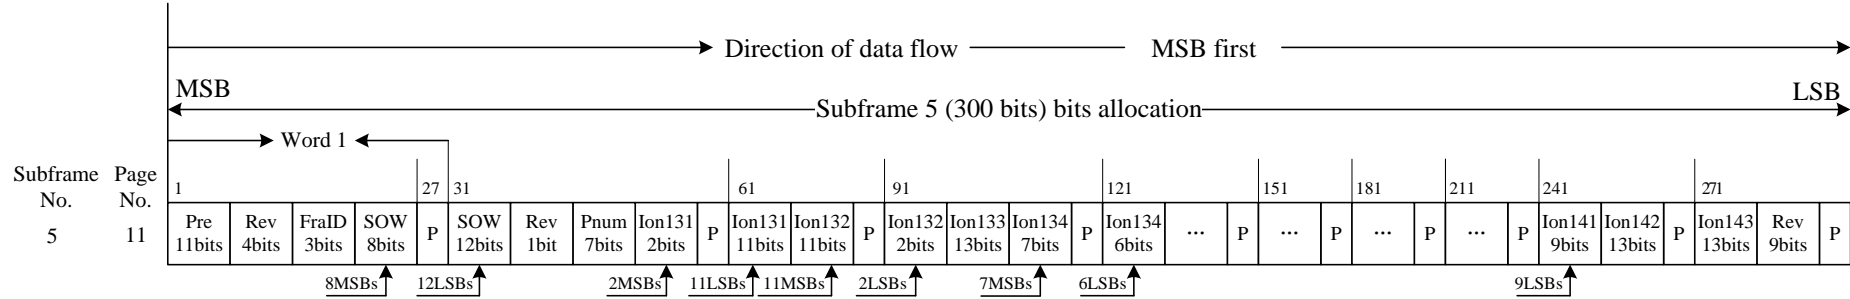 Direction of data flow MSB first
MSB LSB
Subframe 5 (300 bits) bits allocation
Word 1
Subframe No. Page No.
1 27 31 61 91 121 151 181 211 241 271
5 11
Pre 11bits
Rev 4bits
FraID 3bits
SOW 8bits
P
SOW 12bits
Rev 1bit
Pnum 7bits
Ion131 2bits
P
Ion131 11bits
Ion132 11bits
P
Ion132 2bits
Ion133 13bits
Ion134 7bits
P
Ion134 6bits
...
P
...
P
...
P
...
P
Ion141 9bits
Ion142 13bits
P
Ion143 13bits
Rev 9bits
P
8MSBs 12LSBs 2MSBs 11LSBs 11MSBs 2LSBs 7MSBs 6LSBs 9LSBs